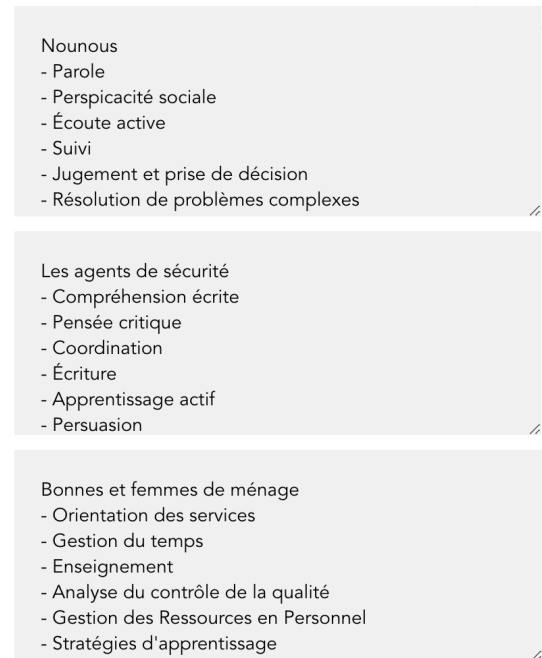 Nounous
- Parole
- Perspicacité sociale
- Écoute active
- Suivi
- Jugement et prise de décision
- Résolution de problèmes complexes
Les agents de sécurité
- Compréhension écrite
- Pensée critique
- Coordination
- Écriture
- Apprentissage actif
- Persuasion
Bonnes et femmes de ménage
- Orientation des services
- Gestion du temps
- Enseignement
- Analyse du contrôle de la qualité
- Gestion des Ressources en Personnel
- Stratégies d'apprentissage